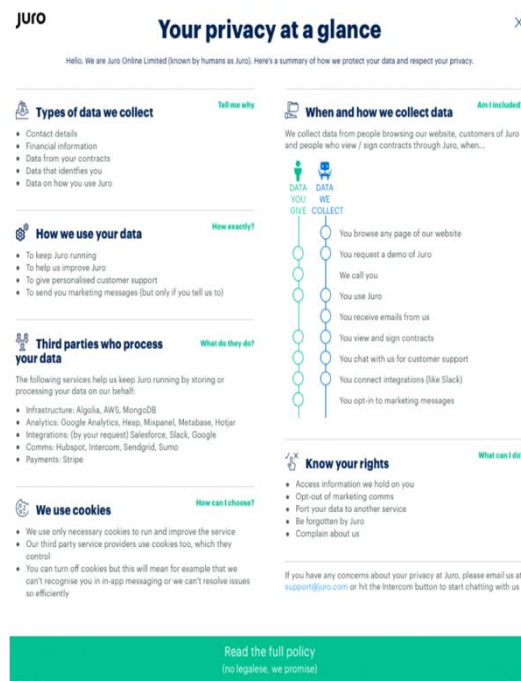 juro
Your privacy at a glance
Hello. We are Juro Online Limited (known by humans as Juro). Here's a summary of how we protect your data and respect your privacy.
Types of data we collect
Tell me why
• Contact details
• Financial information
• Data from your contracts
• Data that identifies you
• Data on how you use Juro
How we use your data
How exactly?
• To keep Juro running
• To help us improve Juro
• To give personalised customer support
• To send you marketing messages (but only if you tell us to)
Third parties who process
your data
What do they do?
The following services help us keep Juro running by storing or
processing your data on our behalf:
• Infrastructure: Algolia, AWS, MongoDB
• Analytics: Google Analytics, Heap, Mixpanel, Metabase, Hotjar
• Integrations: (by your request) Salesforce, Slack, Google
• Comms: Hubspot, Intercom, Sendgrid, Sumo
• Payments: Stripe
We use cookies
How can I choose?
• We use only necessary cookies to run and improve the service
• Our third party service providers use cookies too, which they
control
• You can turn off cookies but this will mean for example that we
can't recognise you in in-app messaging or we can't resolve issues
so efficiently
When and how we collect data
Am I included
We collect data from people browsing our website, customers of Juro
and people who view / sign contracts through Juro, when...
DATA DATA
YOU WE
GIVE COLLECT
You browse any page of our website
You request a demo of Juro
We call you
You use Juro
You receive emails from us
You view and sign contracts
You chat with us for customer support
You connect integrations (like Slack)
You opt-in to marketing messages
Know your rights
What can I do?
• Access information we hold on you
• Opt-out of marketing comms
• Port your data to another service
• Be forgotten by Juro
• Complain about us
If you have any concerns about your privacy at Juro, please email us at
support@juro.com or hit the Intercom button to start chatting with us
Read the full policy
(no legalese, we promise)